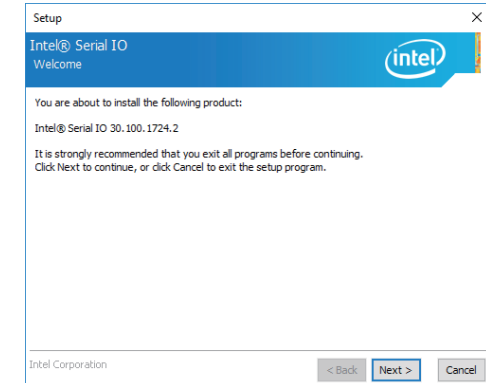 Setup
Intel® Serial IO
Welcome
intel
You are about to install the following product:
Intel® Serial IO 30.100.1724.2
It is strongly recommended that you exit all programs before continuing.
Click Next to continue, or click Cancel to exit the setup program.
Intel Corporation
< Back Next > Cancel